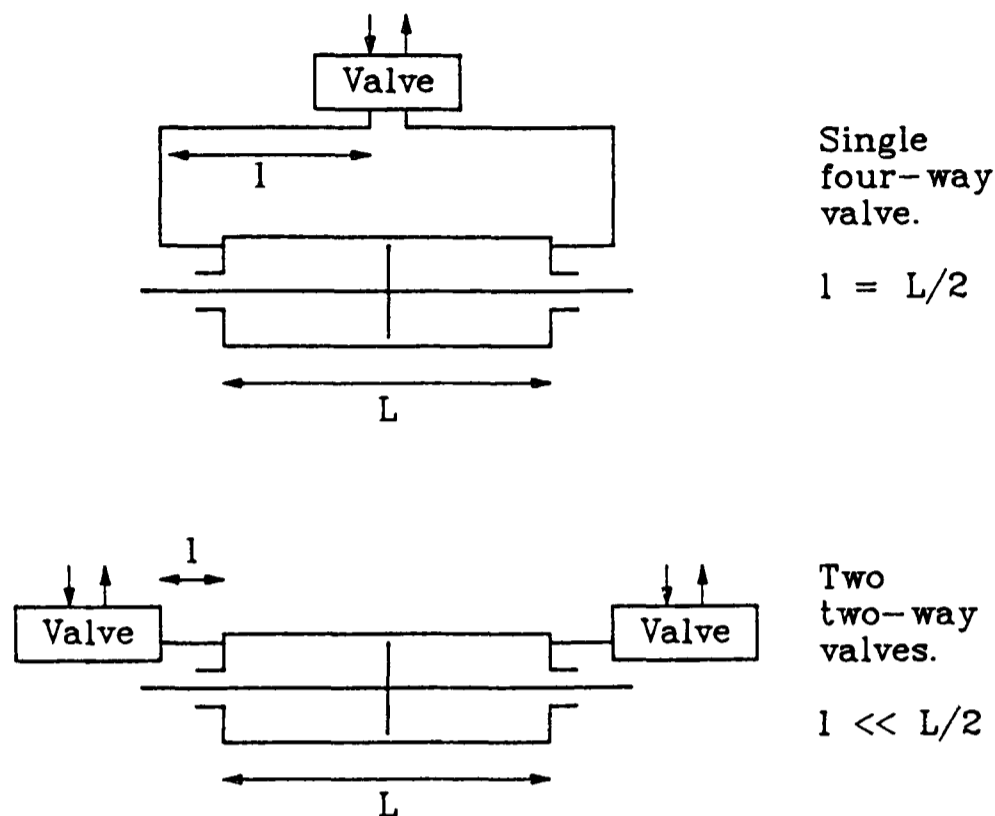 Valve
l
Single
four-way
valve.
l = L/2
L
l
Valve
Valve
Two
two-way
valves.
l << L/2
L